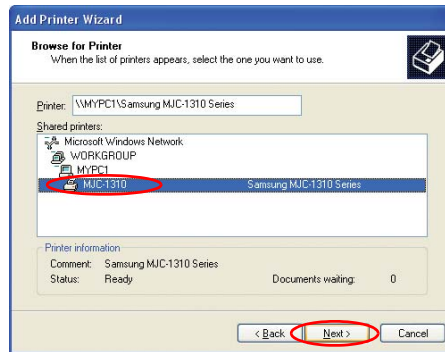 Add Printer Wizard
Browse for Printer
When the list of printers appears, select the one you want to use.
Printer: \\MYPC1\Samsung MJC-1310 Series
Shared printers:
Microsoft Windows Network
WORKGROUP
MYPC1
MJC-1310 Samsung MJC-1310 Series
Printer information
Comment: Samsung MJC-1310 Series
Status: Ready Documents waiting: 0
< Back Next > Cancel